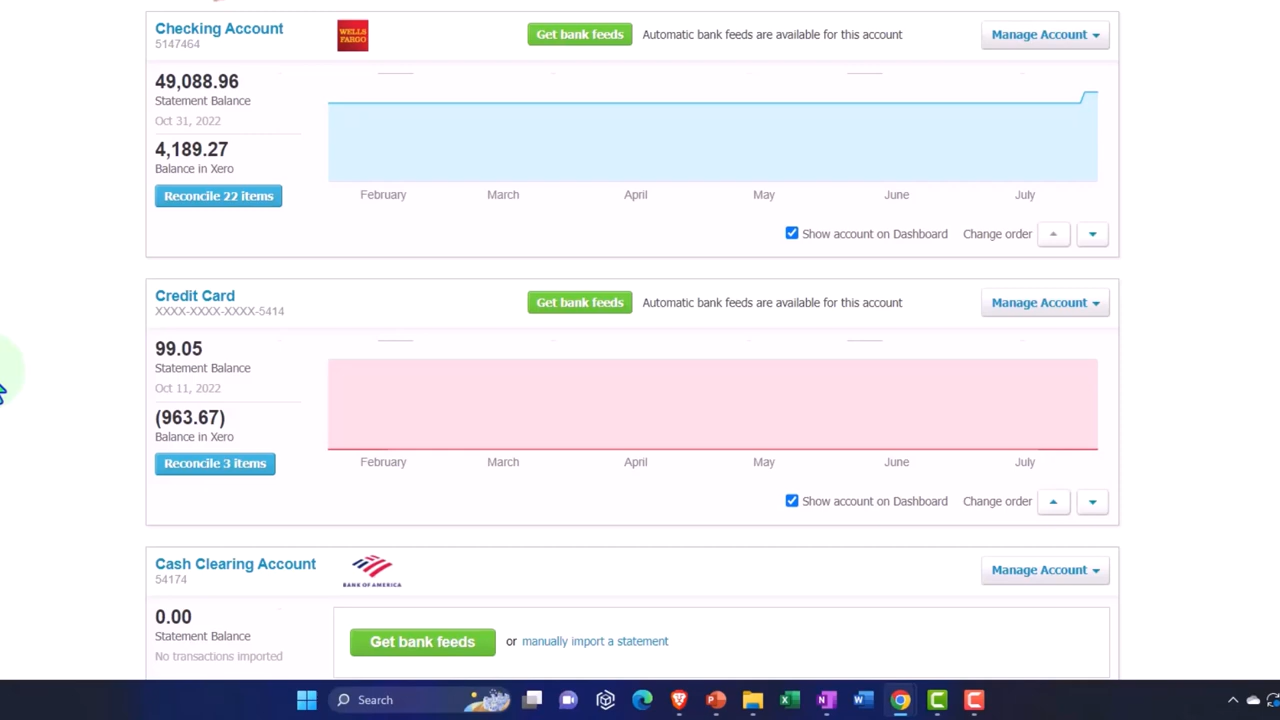 Checking Account
5147464
WELLS
FARGO
Get bank feeds
Automatic bank feeds are available for this account
Manage Account
49,088.96
Statement Balance
Oct 31, 2022
4,189.27
Balance in Xero
Reconcile 22 items
February March April May June July
Show account on Dashboard
Change order
Credit Card
XXXX-XXXX-XXXX-5414
Get bank feeds
Automatic bank feeds are available for this account
Manage Account
99.05
Statement Balance
Oct 11, 2022
(963.67)
Balance in Xero
Reconcile 3 items
February March April May June July
Show account on Dashboard
Change order
Cash Clearing Account
54174
BANK OF AMERICA
Manage Account
0.00
Statement Balance
No transactions imported
Get bank feeds or manually import a statement
Search